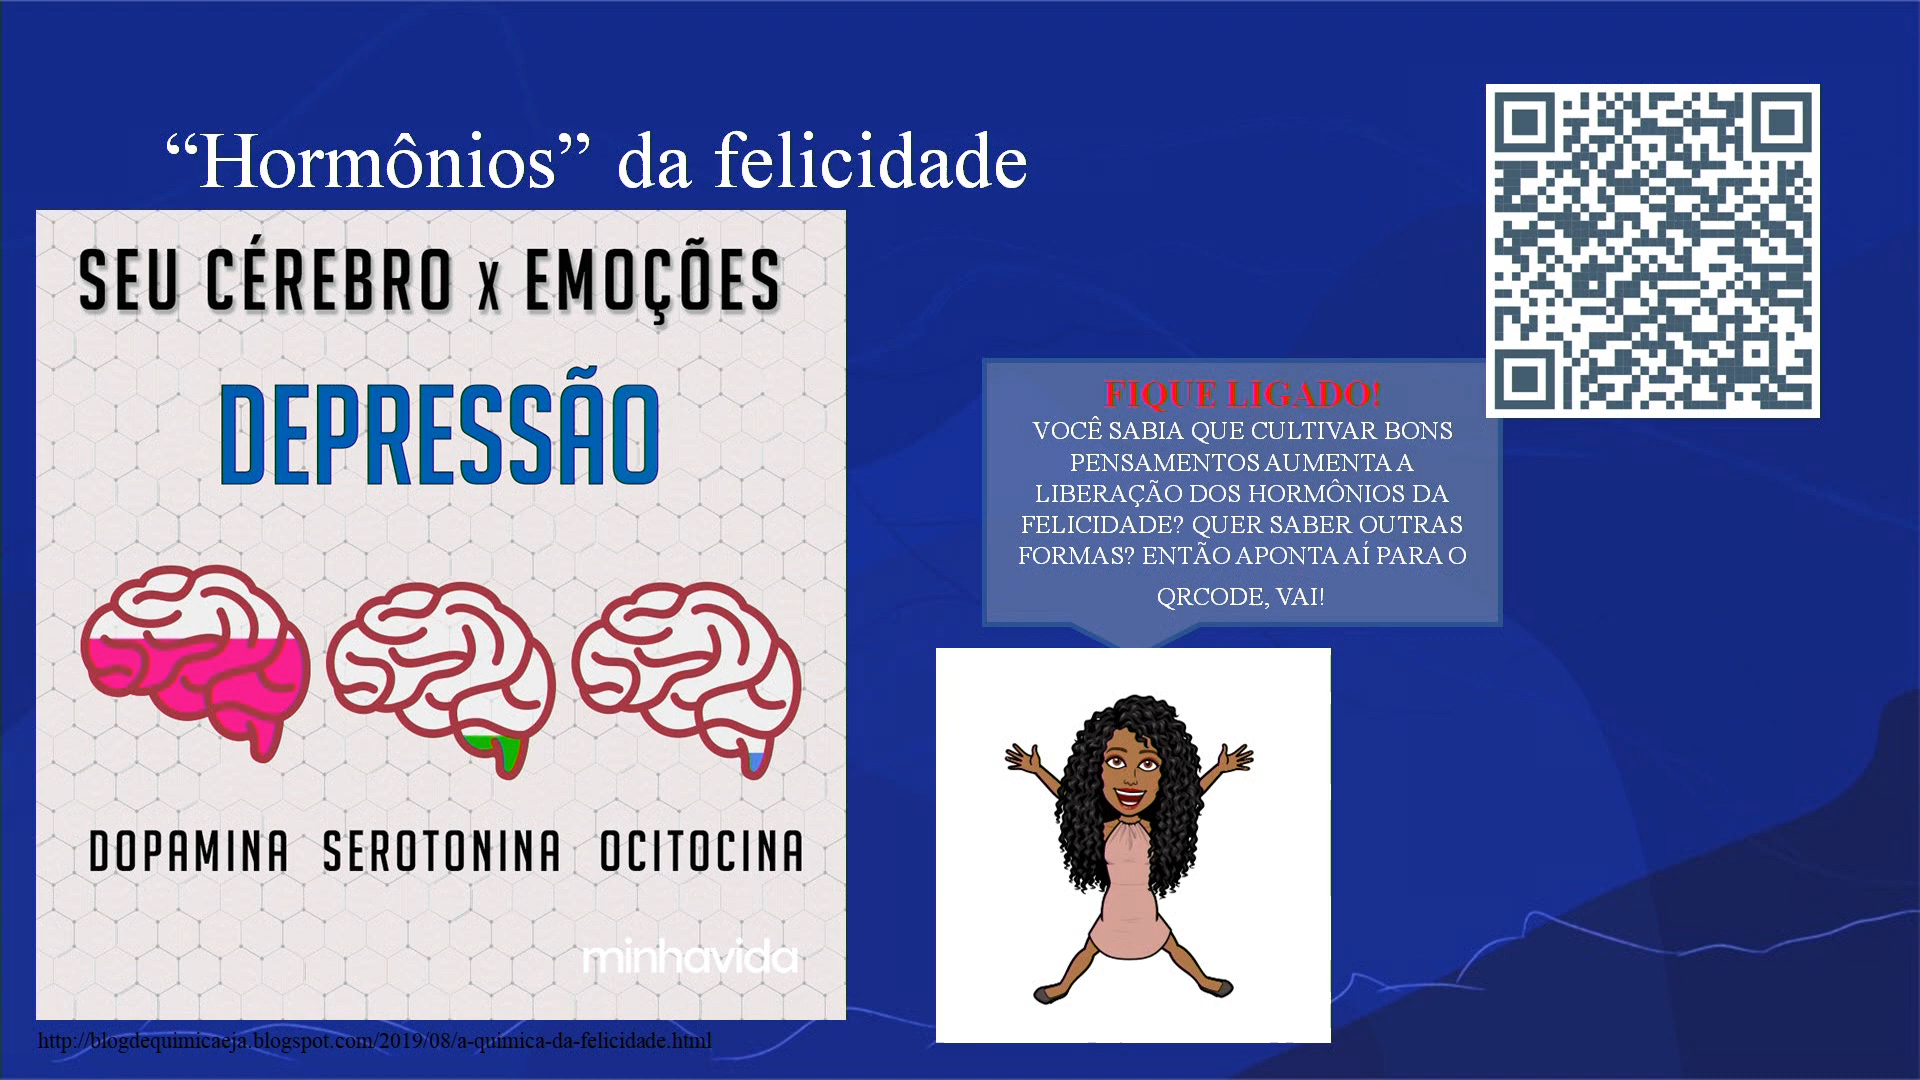 “Hormônios” da felicidade
SEU CÉREBRO X EMOÇÕES
DEPRESSÃO
DOPAMINA SEROTONINA OCITOCINA
minhavida
http://blogdequimicaeja.blogspot.com/2019/08/a-quimica-da-felicidade.html
FIQUE LIGADO!
VOCÊ SABIA QUE CULTIVAR BONS
PENSAMENTOS AUMENTA A
LIBERAÇÃO DOS HORMÔNIOS DA
FELICIDADE? QUER SABER OUTRAS
FORMAS? ENTÃO APONTA AÍ PARA O
QRCODE, VAI!